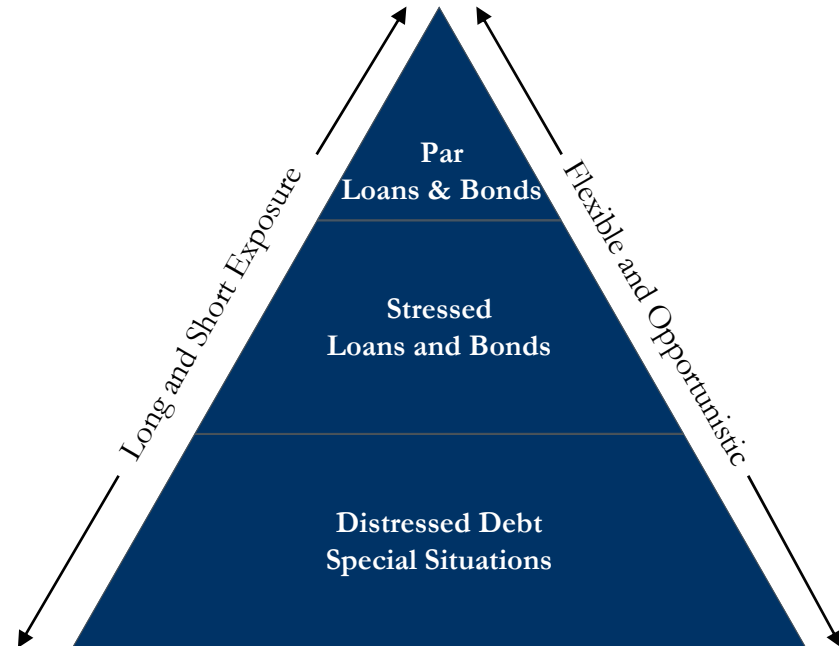 Par
Loans & Bonds
Long and Short Exposure
Flexible and Opportunistic
Stressed
Loans and Bonds
Distressed Debt
Special Situations